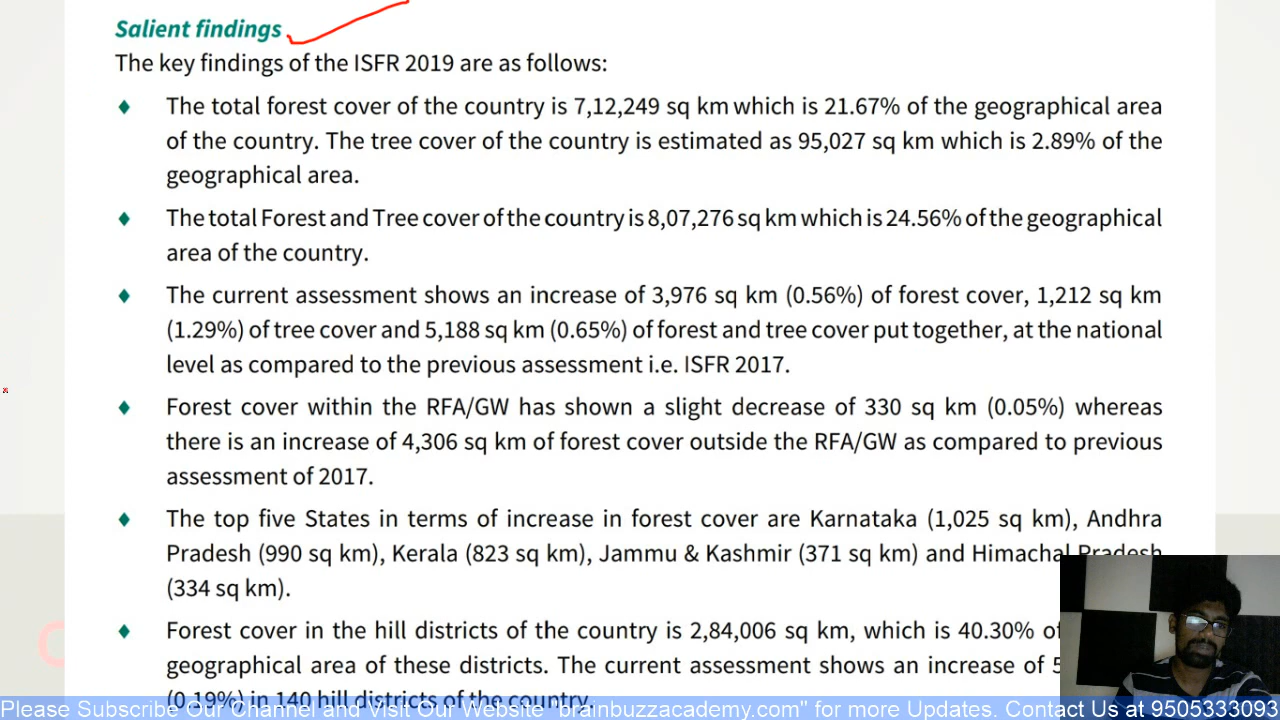 Salient findings
The key findings of the ISFR 2019 are as follows:
The total forest cover of the country is 7,12,249 sq km which is 21.67% of the geographical area
of the country. The tree cover of the country is estimated as 95,027 sq km which is 2.89% of the
geographical area.
The total Forest and Tree cover of the country is 8,07,276 sq km which is 24.56% of the geographical
area of the country.
The current assessment shows an increase of 3,976 sq km (0.56%) of forest cover, 1,212 sq km
(1.29%) of tree cover and 5,188 sq km (0.65%) of forest and tree cover put together, at the national
level as compared to the previous assessment i.e. ISFR 2017.
Forest cover within the RFA/GW has shown a slight decrease of 330 sq km (0.05%) whereas
there is an increase of 4,306 sq km of forest cover outside the RFA/GW as compared to previous
assessment of 2017.
The top five States in terms of increase in forest cover are Karnataka (1,025 sq km), Andhra
Pradesh (990 sq km), Kerala (823 sq km), Jammu & Kashmir (371 sq km) and Himachal Pradesh
(334 sq km).
Forest cover in the hill districts of the country is 2,84,006 sq km, which is 40.30% of
geographical area of these districts. The current assessment shows an increase of 5
(0.19%) in 140 hill districts of the country.
Please Subscribe Our Channel and Visit Our Website "brainbuzzacademy.com" for more Updates. Contact Us at 9505333093